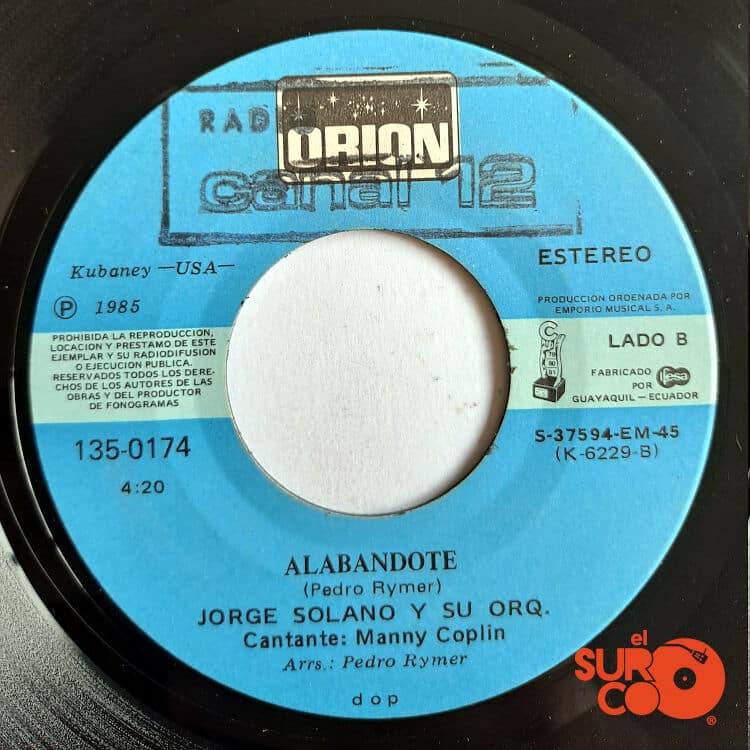 RAD
ORION
canal 12
Kubaney —USA—
ESTEREO
Ⓟ 1985
PRODUCCION ORDENADA POR
EMPORIO MUSICAL S. A.
PROHIBIDA LA REPRODUCCION,
LOCACION Y PRESTAMO DE ESTE
EJEMPLAR Y SU RADIODIFUSION
O EJECUCION PUBLICA.
RESERVADOS TODOS LOS DERE-
CHOS DE LOS AUTORES DE LAS
OBRAS Y DEL PRODUCTOR
DE FONOGRAMAS
LADO B
FABRICADO
POR
fesa
GUAYAQUIL — ECUADOR
135-0174
S-37594-EM-45
(K-6229-B)
4:20
ALABANDOTE
(Pedro Rymer)
JORGE SOLANO Y SU ORQ.
Cantante: Manny Coplin
Arrs.: Pedro Rymer
d o p
el
SUR
CO
®